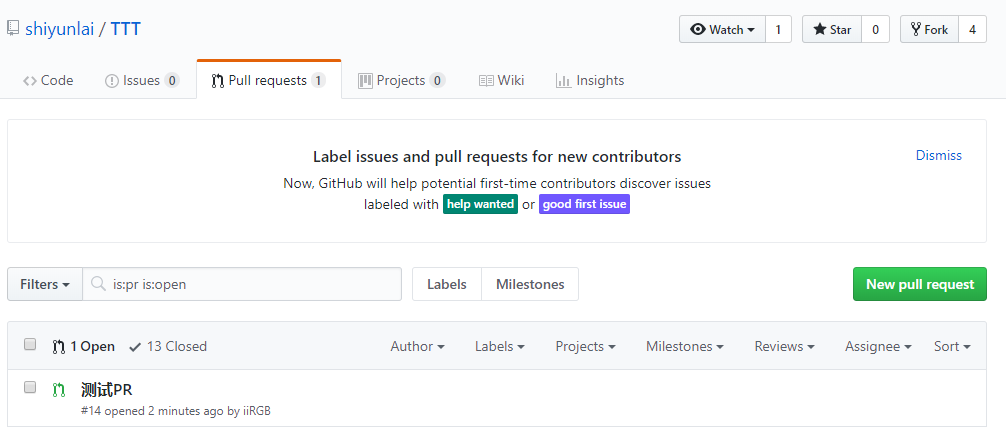 shiyunlai / TTT
Watch 1 Star 0 Fork 4
Code Issues 0 Pull requests 1 Projects 0 Wiki Insights
Label issues and pull requests for new contributors
Dismiss
Now, GitHub will help potential first-time contributors discover issues
labeled with help wanted or good first issue
Filters is:pr is:open Labels Milestones New pull request
1 Open 13 Closed Author Labels Projects Milestones Reviews Assignee Sort
测试PR
#14 opened 2 minutes ago by iiRGB